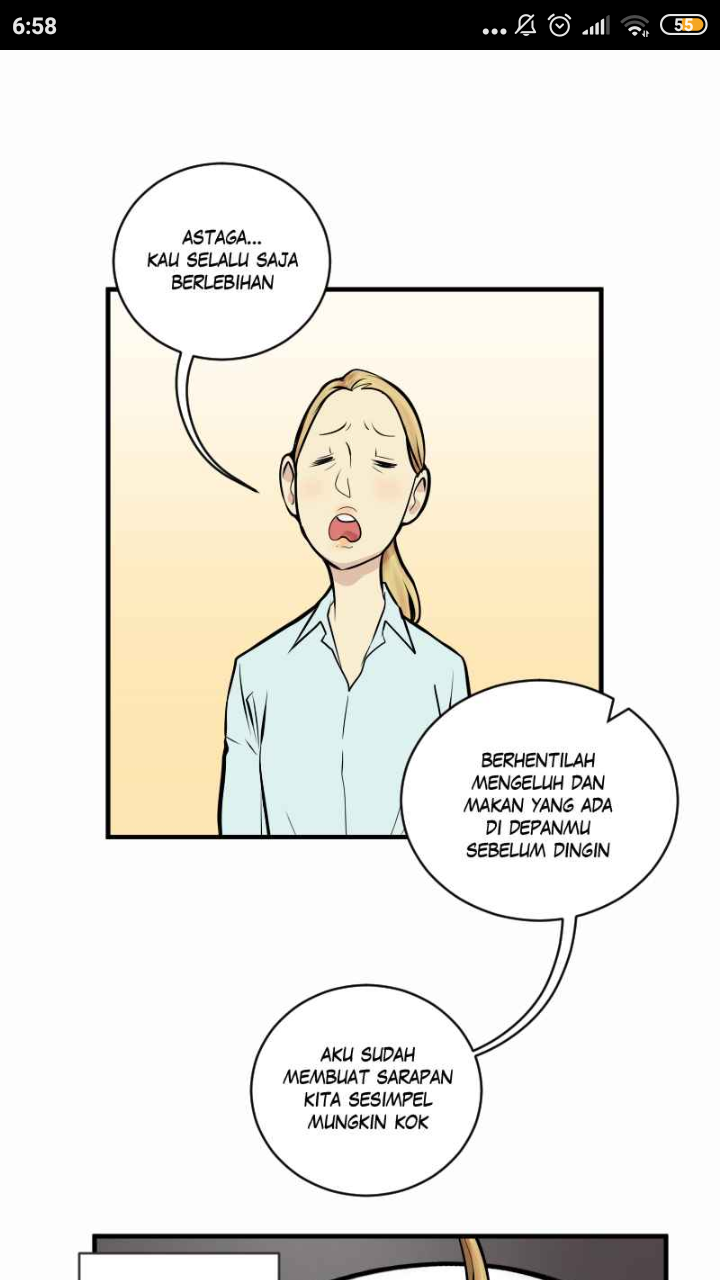 6:58
55
ASTAGA...
KAU SELALU SAJA
BERLEBIHAN
BERHENTILAH
MENGELUH DAN
MAKAN YANG ADA
DI DEPANMU
SEBELUM DINGIN
AKU SUDAH
MEMBUAT SARAPAN
KITA SESIMPEL
MUNGKIN KOK